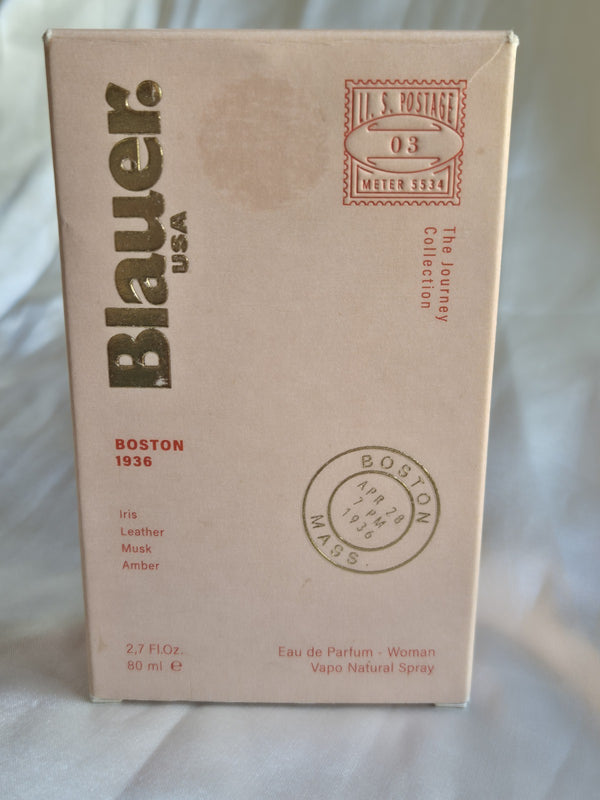 Blauer.
USA
U. S. POSTAGE
03
METER 5534
The Journey
Collection
BOSTON
1936
Iris
Leather
Musk
Amber
BOSTON
APR 28
7 PM
1936
MASS.
2,7 Fl.Oz.
80 ml ℮
Eau de Parfum - Woman
Vapo Natural Spray